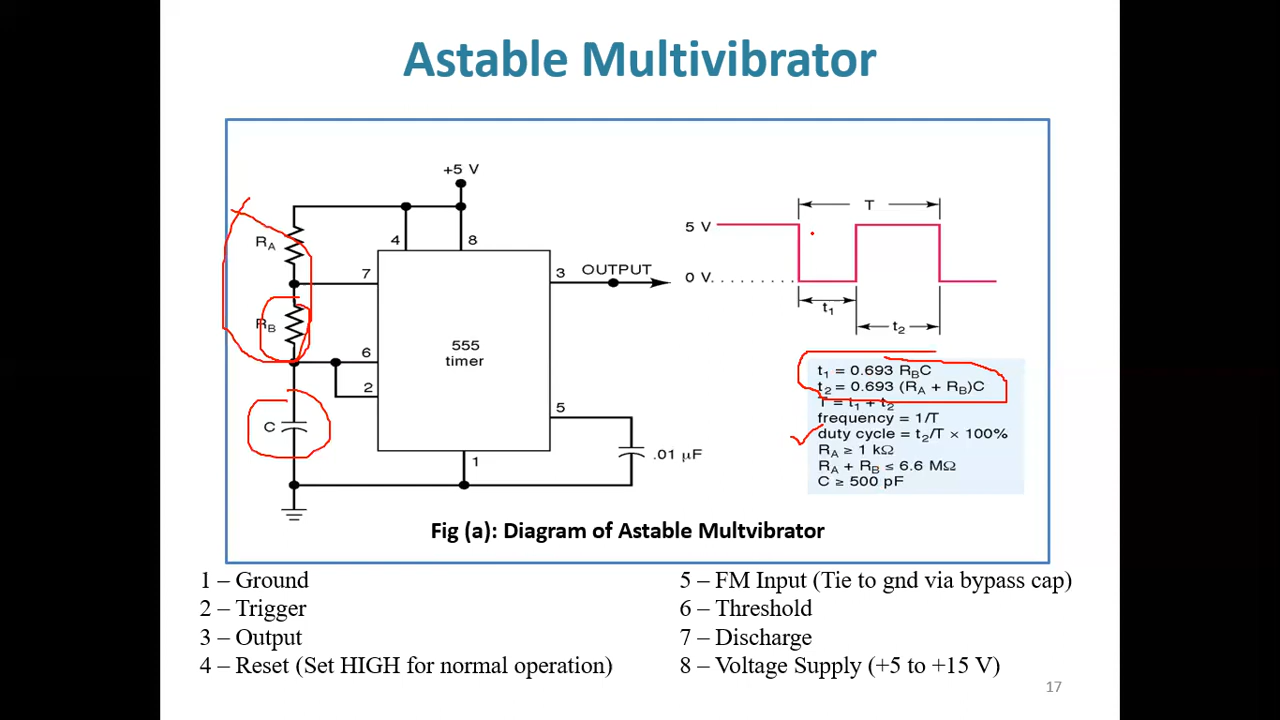 Astable Multivibrator
+5 V
R_A
4
8
7
3
OUTPUT
R_B
555
timer
6
2
C
5
.01 µF
1
T
5 V
0 V
t₁
t₂
t₁ = 0.693 R_BC
t₂ = 0.693 (R_A + R_B)C
T = t₁ + t₂
frequency = 1/T
duty cycle = t₂/T × 100%
R_A ≥ 1 kΩ
R_A + R_B ≤ 6.6 MΩ
C ≥ 500 pF
Fig (a): Diagram of Astable Multvibrator
1 – Ground
2 – Trigger
3 – Output
4 – Reset (Set HIGH for normal operation)
5 – FM Input (Tie to gnd via bypass cap)
6 – Threshold
7 – Discharge
8 – Voltage Supply (+5 to +15 V)
17